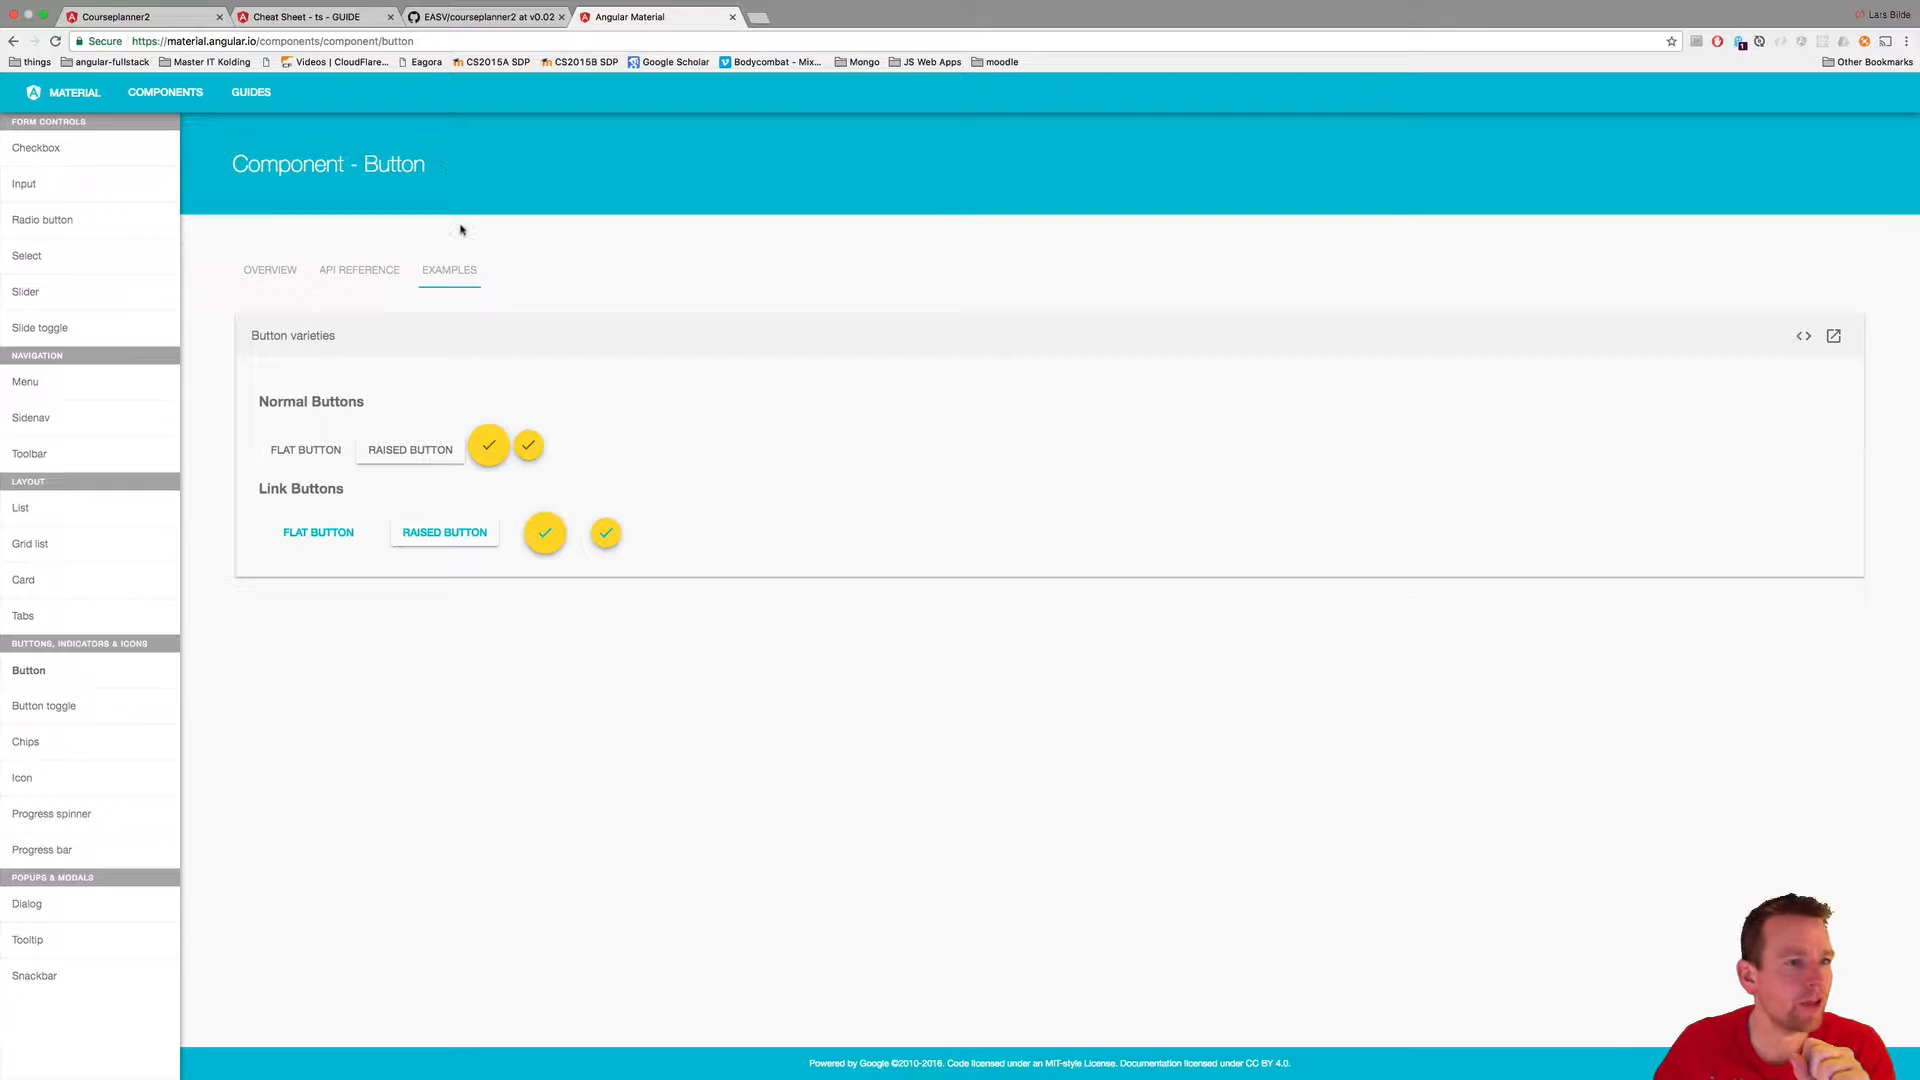 Courseplanner2
Cheat Sheet - ts - GUIDE
EASV/courseplanner2 at v0.02
Angular Material
Lars Bilde
Secure
https://material.angular.io/components/component/button
things
angular-fullstack
Master IT Kolding
Videos | CloudFlare...
Eagora
CS2015A SDP
CS2015B SDP
Google Scholar
Bodycombat - Mix...
Mongo
JS Web Apps
moodle
Other Bookmarks
MATERIAL
COMPONENTS
GUIDES
FORM CONTROLS
Checkbox
Input
Radio button
Select
Slider
Slide toggle
NAVIGATION
Menu
Sidenav
Toolbar
LAYOUT
List
Grid list
Card
Tabs
BUTTONS, INDICATORS & ICONS
Button
Button toggle
Chips
Icon
Progress spinner
Progress bar
POPUPS & MODALS
Dialog
Tooltip
Snackbar
Component - Button
OVERVIEW
API REFERENCE
EXAMPLES
Button varieties
Normal Buttons
FLAT BUTTON
RAISED BUTTON
Link Buttons
FLAT BUTTON
RAISED BUTTON
Powered by Google ©2010-2016. Code licensed under an MIT-style License. Documentation licensed under CC BY 4.0.